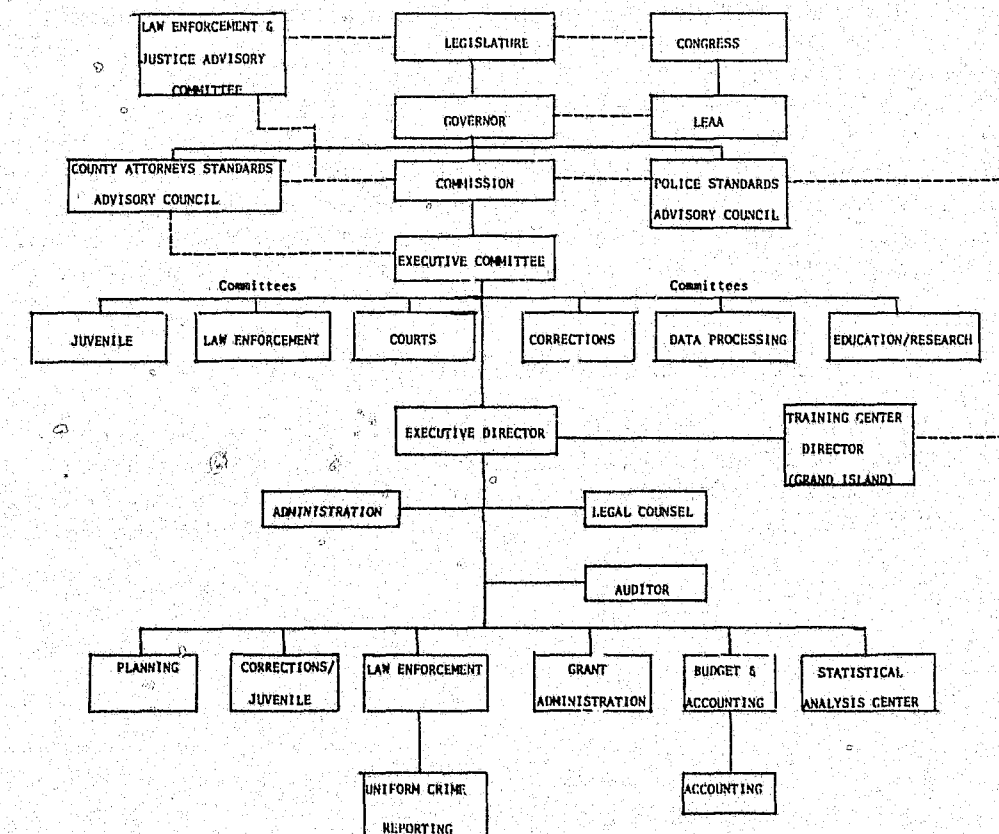 LAW ENFORCEMENT &
JUSTICE ADVISORY
COMMITTEE
LEGISLATURE
CONGRESS
GOVERNOR
LEAA
COUNTY ATTORNEYS STANDARDS
ADVISORY COUNCIL
COMMISSION
POLICE STANDARDS
ADVISORY COUNCIL
EXECUTIVE COMMITTEE
Committees
Committees
JUVENILE
LAW ENFORCEMENT
COURTS
CORRECTIONS
DATA PROCESSING
EDUCATION/RESEARCH
EXECUTIVE DIRECTOR
TRAINING CENTER
DIRECTOR
(GRAND ISLAND)
ADMINISTRATION
LEGAL COUNSEL
AUDITOR
PLANNING
CORRECTIONS/
JUVENILE
LAW ENFORCEMENT
GRANT
ADMINISTRATION
BUDGET &
ACCOUNTING
STATISTICAL
ANALYSIS CENTER
UNIFORM CRIME
REPORTING
ACCOUNTING